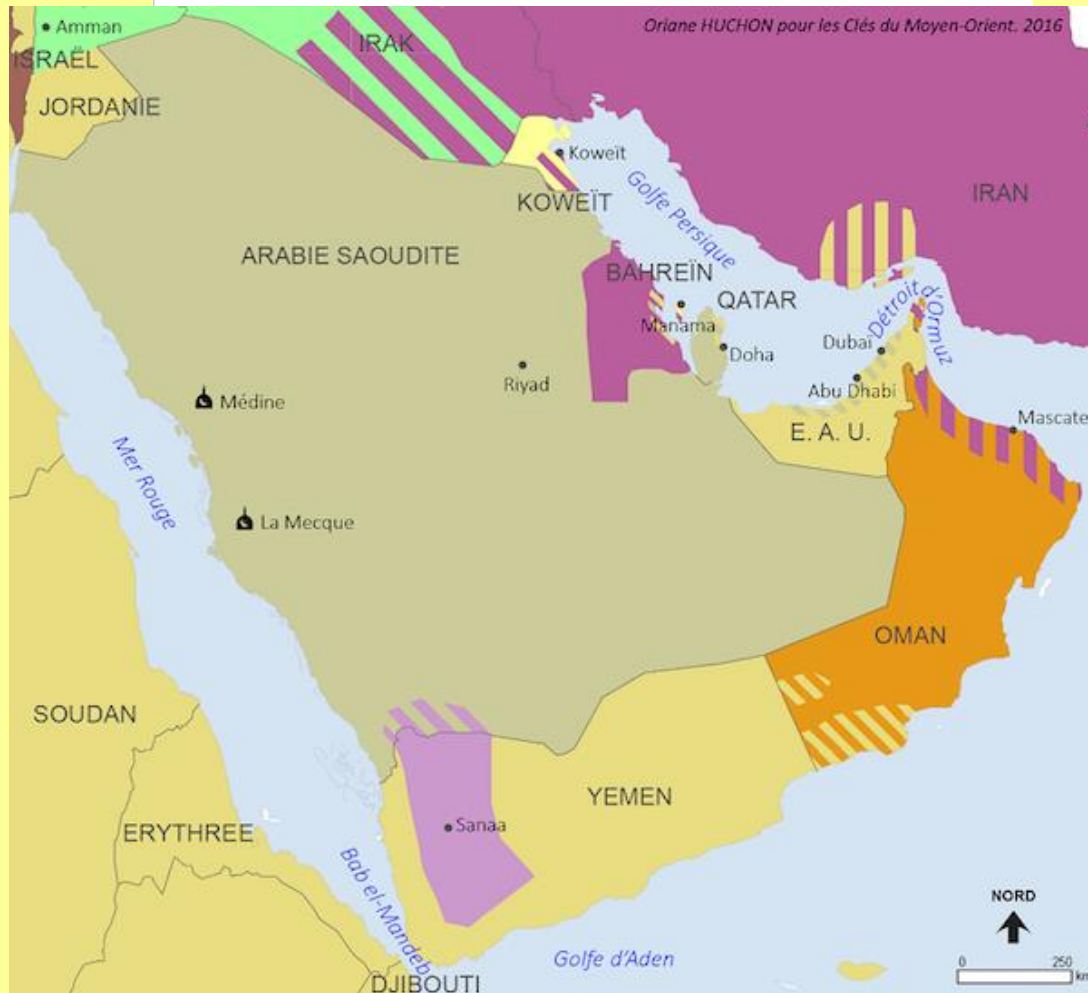 Oriane HUCHON pour les Clés du Moyen-Orient. 2016
Amman
IRAK
ISRAËL
JORDANIE
Koweït
KOWEÏT
Golfe Persique
IRAN
ARABIE SAOUDITE
BAHREÏN
QATAR
Manama
Doha
Détroit
d'Ormuz
Dubaï
Abu Dhabi
Riyad
Médine
Mascate
E. A. U.
Mer Rouge
La Mecque
OMAN
SOUDAN
YEMEN
Sanaa
ERYTHREE
Bab el-Mandeb
NORD
Golfe d'Aden
DJIBOUTI
0 250
km